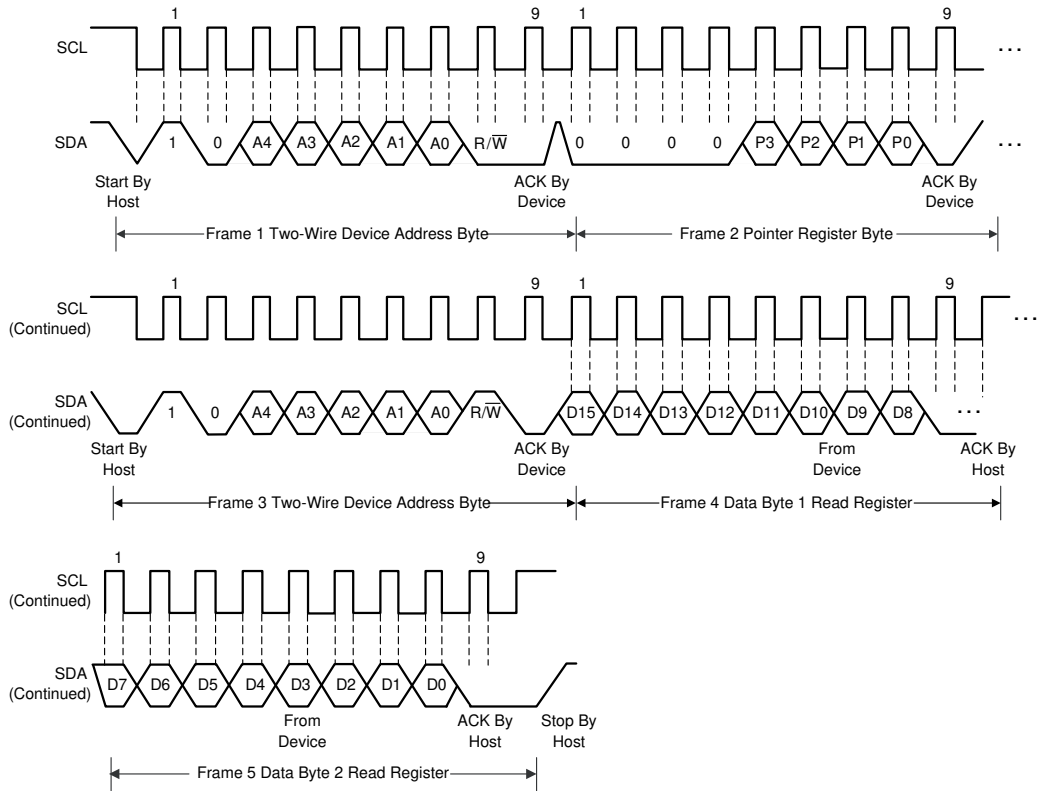 1 9 1 9
SCL ...
SDA 1 0 A4 A3 A2 A1 A0 R/W̅ 0 0 0 0 P3 P2 P1 P0 ...
Start By Host
ACK By Device
ACK By Device
Frame 1 Two-Wire Device Address Byte
Frame 2 Pointer Register Byte
1 9 1 9
SCL (Continued) ...
SDA (Continued) 1 0 A4 A3 A2 A1 A0 R/W̅ D15 D14 D13 D12 D11 D10 D9 D8 ...
Start By Host
ACK By Device
From Device
ACK By Host
Frame 3 Two-Wire Device Address Byte
Frame 4 Data Byte 1 Read Register
1 9
SCL (Continued)
SDA (Continued) D7 D6 D5 D4 D3 D2 D1 D0
From Device
ACK By Host
Stop By Host
Frame 5 Data Byte 2 Read Register